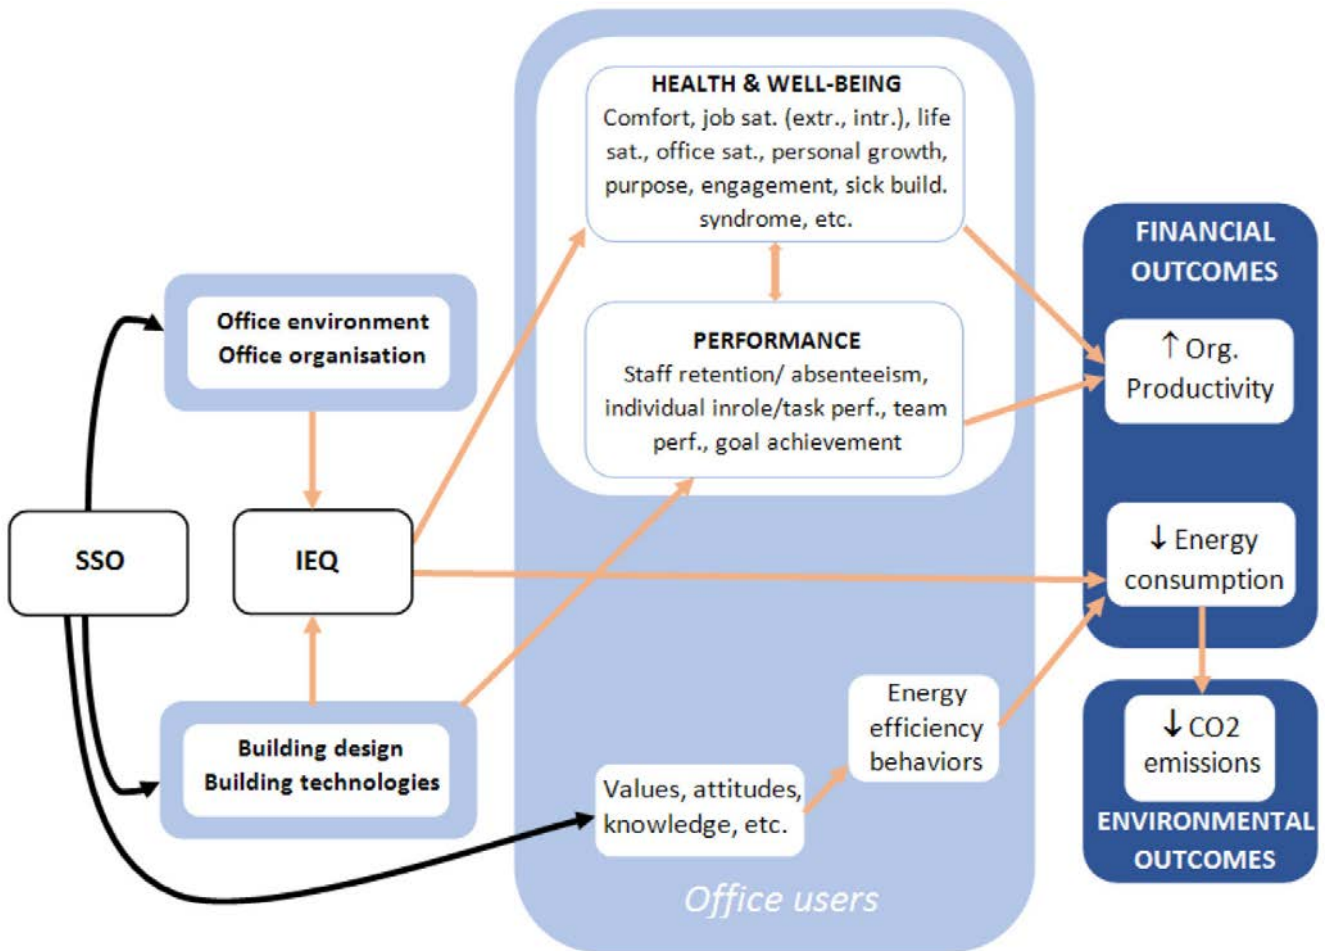 HEALTH & WELL-BEING
Comfort, job sat. (extr., intr.), life
sat., office sat., personal growth,
purpose, engagement, sick build.
syndrome, etc.
PERFORMANCE
Staff retention/ absenteeism,
individual inrole/task perf., team
perf., goal achievement
FINANCIAL
OUTCOMES
↑ Org.
Productivity
Office environment
Office organisation
SSO
IEQ
↓ Energy
consumption
Building design
Building technologies
Energy
efficiency
behaviors
Values, attitudes,
knowledge, etc.
↓ CO2
emissions
ENVIRONMENTAL
OUTCOMES
Office users